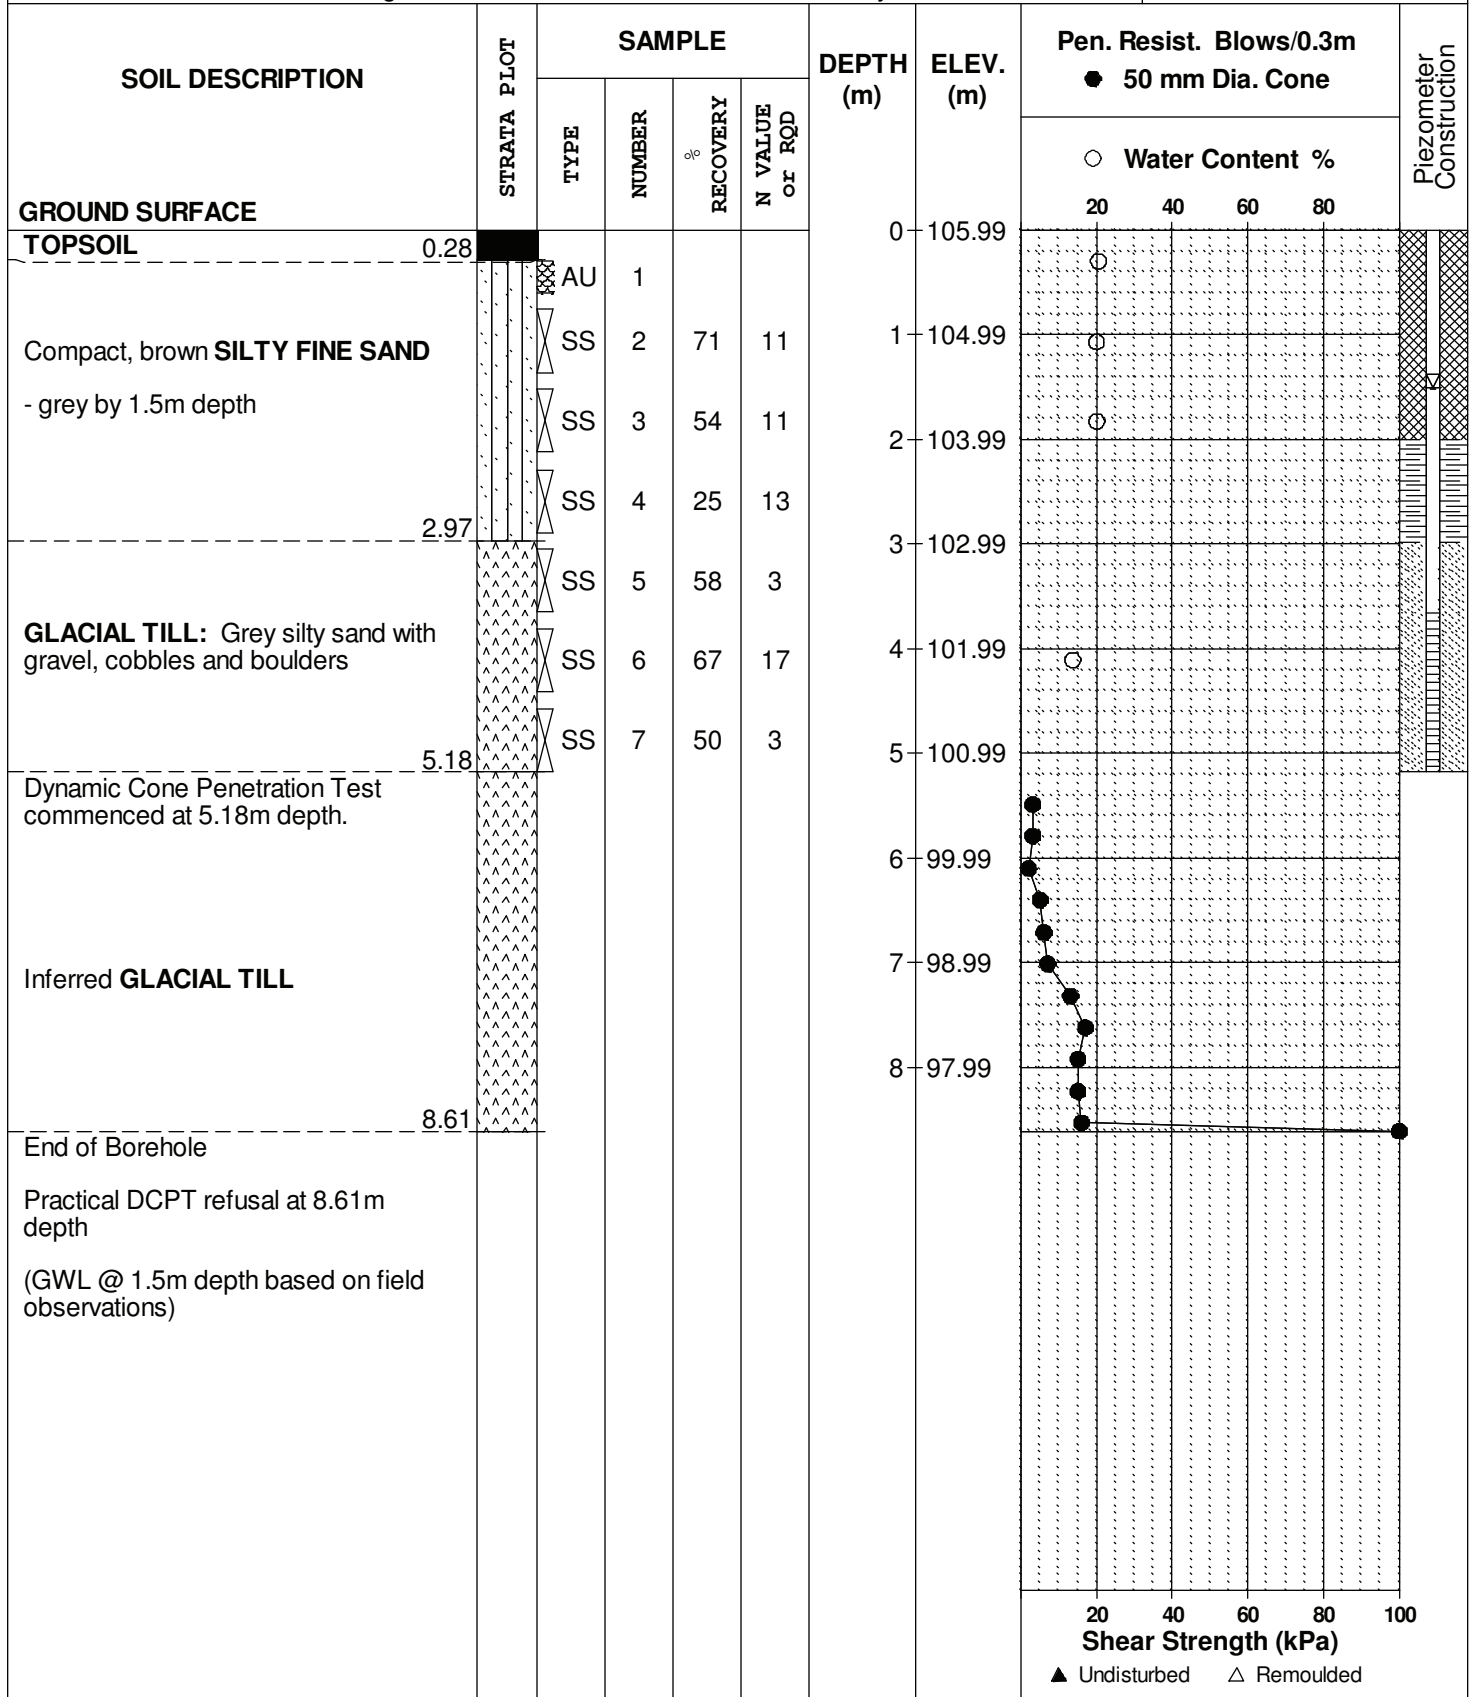 SOIL DESCRIPTION
GROUND SURFACE
STRATA PLOT
SAMPLE
TYPE
NUMBER
%
RECOVERY
N VALUE
or RQD
DEPTH
(m)
ELEV.
(m)
Pen. Resist. Blows/0.3m
● 50 mm Dia. Cone
○ Water Content %
20 40 60 80
Piezometer
Construction
TOPSOIL 0.28
0 105.99
AU 1
Compact, brown SILTY FINE SAND
SS 2 71 11
1 104.99
- grey by 1.5m depth
SS 3 54 11
2 103.99
SS 4 25 13
2.97
3 102.99
SS 5 58 3
GLACIAL TILL: Grey silty sand with
gravel, cobbles and boulders
SS 6 67 17
4 101.99
SS 7 50 3
5 100.99
5.18
Dynamic Cone Penetration Test
commenced at 5.18m depth.
6 99.99
Inferred GLACIAL TILL
7 98.99
8 97.99
8.61
End of Borehole
Practical DCPT refusal at 8.61m
depth
(GWL @ 1.5m depth based on field
observations)
20 40 60 80 100
Shear Strength (kPa)
▲ Undisturbed △ Remoulded